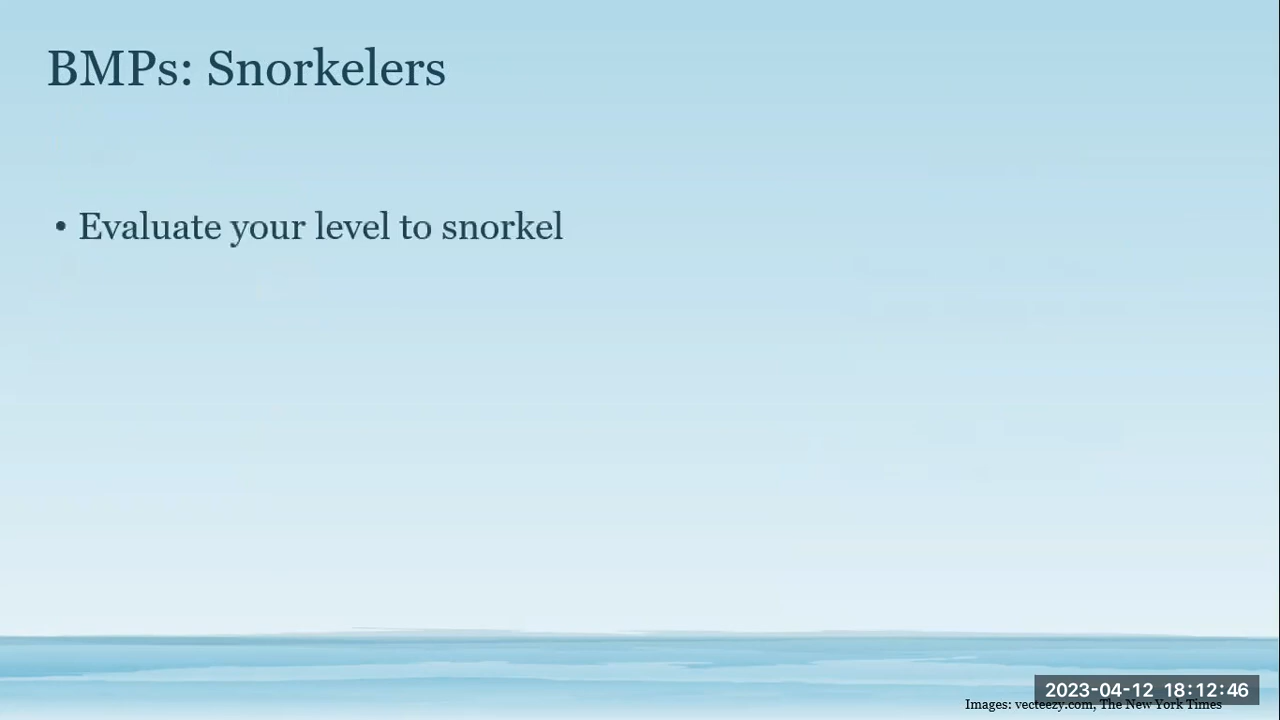 BMPs: Snorkelers
• Evaluate your level to snorkel
2023-04-12 18:12:46
Images: vecteezy.com, The New York Times